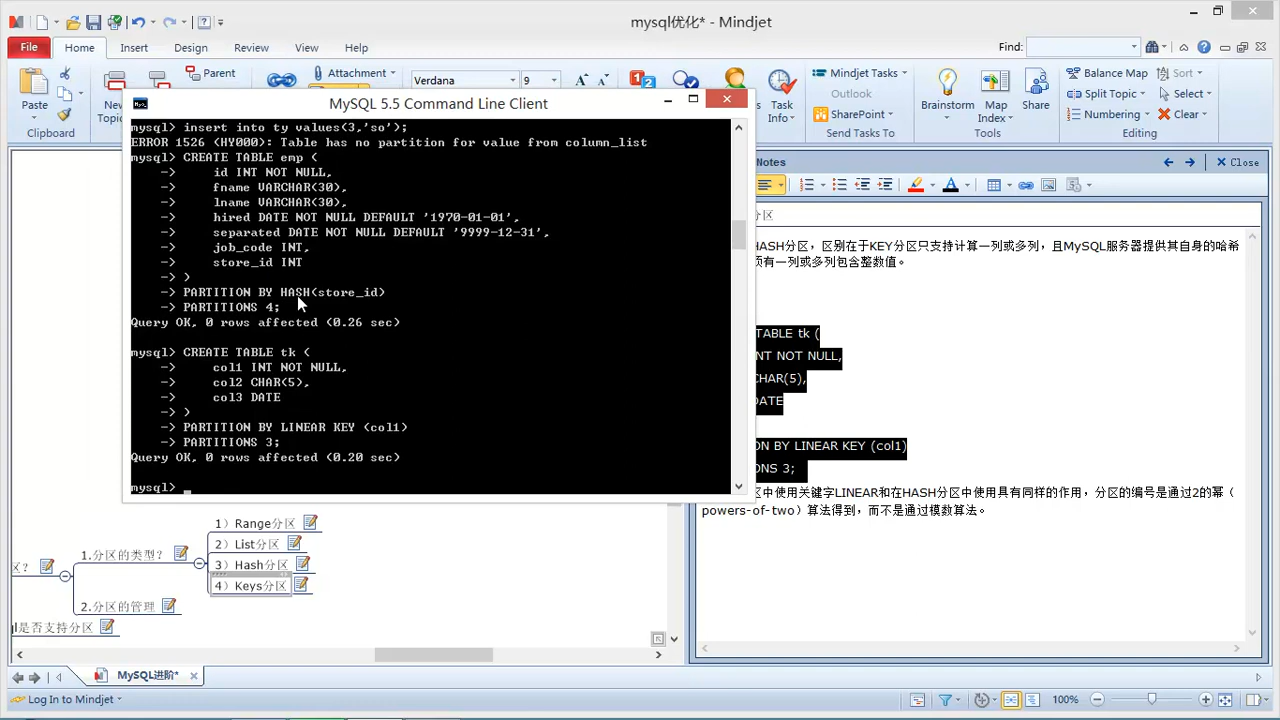 mysql优化* - Mindjet
File
Home
Insert
Design
Review
View
Help
Find:
Paste
Clipboard
Parent
Attachment
Verdana
9
Task
Info
Mindjet Tasks
Outlook
SharePoint
Send Tasks To
Brainstorm
Map
Index
Share
Balance Map
Split Topic
Numbering
Sort
Select
Clear
Editing
MySQL 5.5 Command Line Client
mysql> insert into ty values(3,'so');
ERROR 1526 (HY000): Table has no partition for value from column_list
mysql> CREATE TABLE emp (
-> id INT NOT NULL,
-> fname VARCHAR(30),
-> lname VARCHAR(30),
-> hired DATE NOT NULL DEFAULT '1970-01-01',
-> separated DATE NOT NULL DEFAULT '9999-12-31',
-> job_code INT,
-> store_id INT
-> )
-> PARTITION BY HASH(store_id)
-> PARTITIONS 4;
Query OK, 0 rows affected (0.26 sec)
mysql> CREATE TABLE tk (
-> col1 INT NOT NULL,
-> col2 CHAR(5),
-> col3 DATE
-> )
-> PARTITION BY LINEAR KEY (col1)
-> PARTITIONS 3;
Query OK, 0 rows affected (0.20 sec)
mysql>
Notes
Close
分区
HASH分区，区别在于KEY分区只支持计算一列或多列，且MySQL服务器提供其自身的哈希
有一列或多列包含整数值。
TABLE tk (
NT NOT NULL,
CHAR(5),
DATE
ON BY LINEAR KEY (col1)
NS 3;
区中使用关键字LINEAR和在HASH分区中使用具有同样的作用，分区的编号是通过2的幂（
powers-of-two）算法得到，而不是通过模数算法。
1）Range分区
2）List分区
3）Hash分区
4）Keys分区
区？
1.分区的类型？
2.分区的管理
ql是否支持分区
MySQL进阶*
Log In to Mindjet
100%